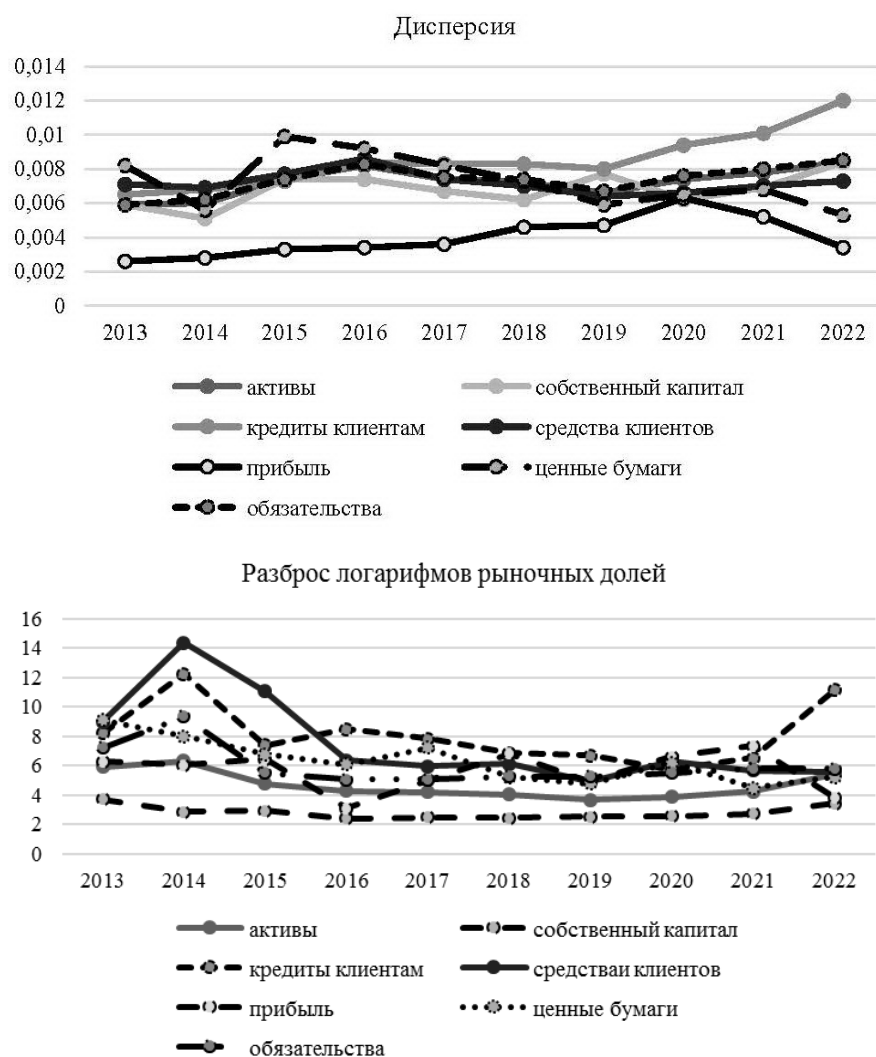 Дисперсия
0,014
0,012
0,01
0,008
0,006
0,004
0,002
0
2013 2014 2015 2016 2017 2018 2019 2020 2021 2022
активы собственный капитал
кредиты клиентам средства клиентов
прибыль ценные бумаги
обязательства
Разброс логарифмов рыночных долей
16
14
12
10
8
6
4
2
0
2013 2014 2015 2016 2017 2018 2019 2020 2021 2022
активы собственный капитал
кредиты клиентам средстваи клиентов
прибыль ценные бумаги
обязательства